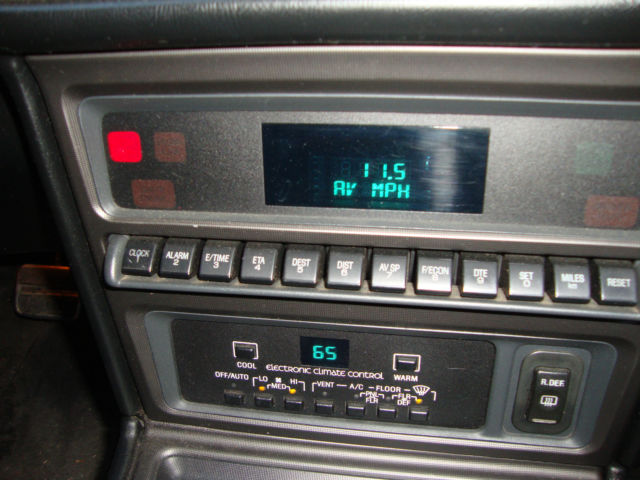 11.5
AV MPH
CLOCK 1 ALARM 2 E/TIME 3 ETA 4 DEST 5 DIST 6 AV SP 7 F/ECON 8 DTE 9 SET 0 MILES km RESET
65
COOL electronic climate control WARM
OFF/AUTO LO HI VENT A/C FLOOR
MED PNL FLR FLR DEF
R.DEF